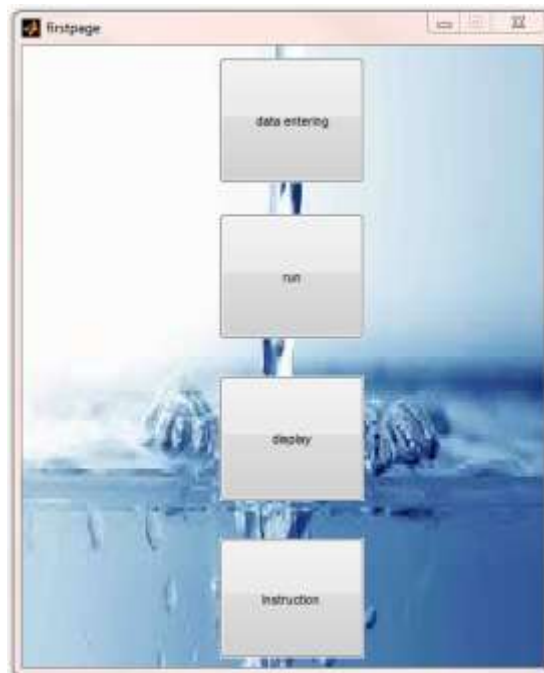 firstpage
data entering
run
display
Instruction